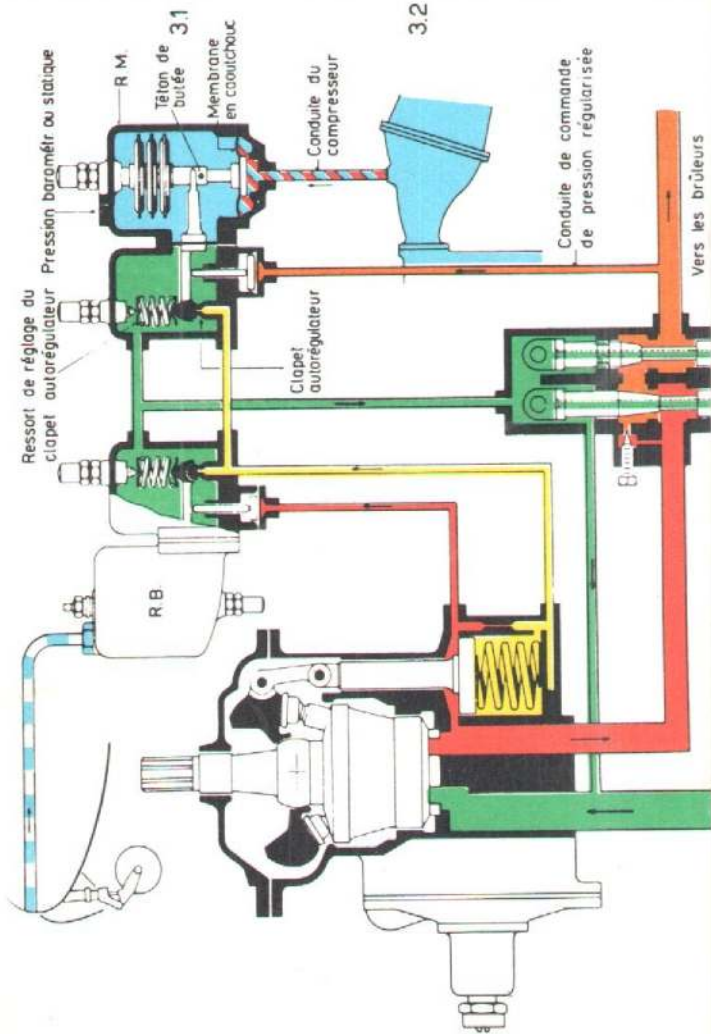 3.1
3.2
R M.
Pression barométr ou statique
Téton de
butée
Membrane
en caoutchouc
Conduite du
compresseur
Conduite de commande
de pression régularisée
Vers les brûleurs
Ressort de réglage du
clapet autorégulateur
Clapet
autorégulateur
R.B.